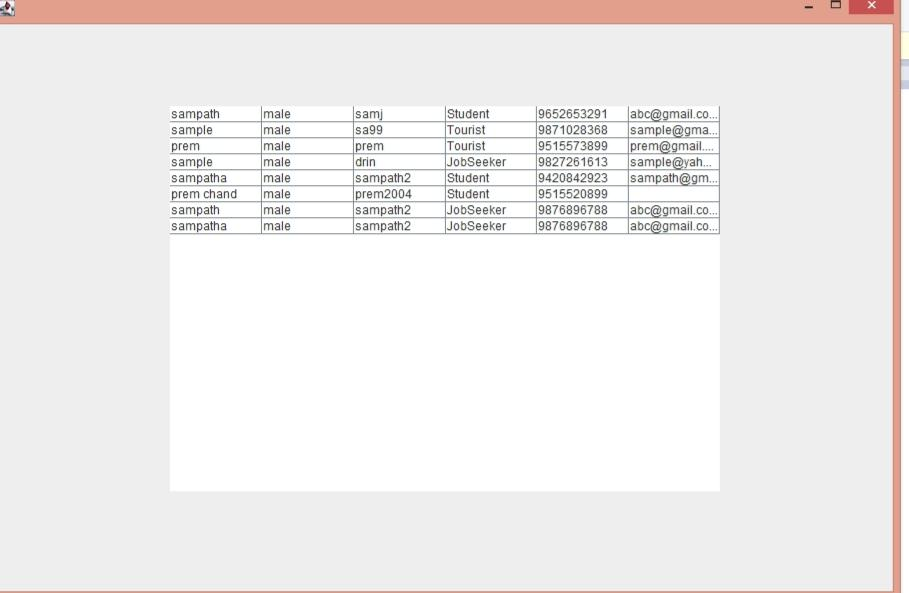 sampath male samj Student 9652653291 abc@gmail.co...
sample male sa99 Tourist 9871028368 sample@gma...
prem male prem Tourist 9515573899 prem@gmail....
sample male drin JobSeeker 9827261613 sample@yah...
sampatha male sampath2 Student 9420842923 sampath@gm...
prem chand male prem2004 Student 9515520899
sampath male sampath2 JobSeeker 9876896788 abc@gmail.co...
sampatha male sampath2 JobSeeker 9876896788 abc@gmail.co...